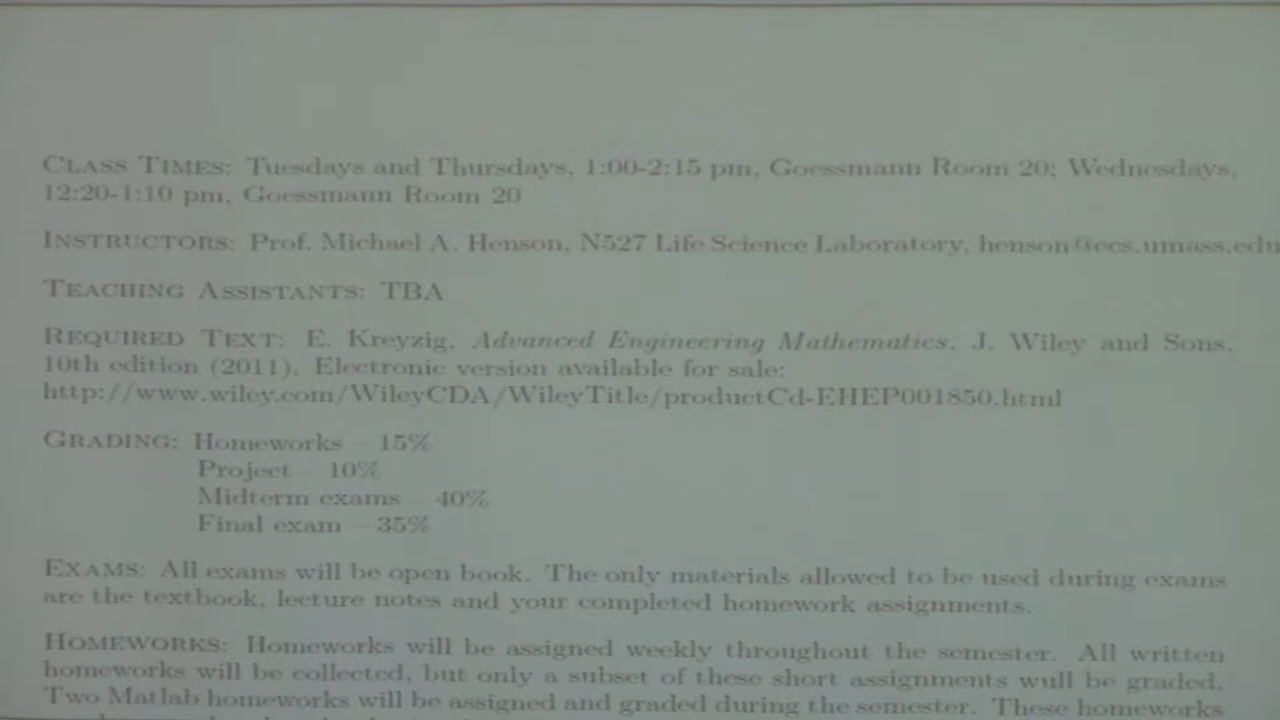 CLASS TIMES: Tuesdays and Thursdays, 1:00-2:15 pm, Goessmann Room 20; Wednesdays,
12:20-1:10 pm, Goessmann Room 20
INSTRUCTORS: Prof. Michael A. Henson, N527 Life Science Laboratory, henson@ecs.umass.edu
TEACHING ASSISTANTS: TBA
REQUIRED TEXT: E. Kreyzig, Advanced Engineering Mathematics, J. Wiley and Sons,
10th edition (2011). Electronic version available for sale:
http://www.wiley.com/WileyCDA/WileyTitle/productCd-EHEP001850.html
GRADING: Homeworks – 15%
Project – 10%
Midterm exams – 40%
Final exam – 35%
EXAMS: All exams will be open book. The only materials allowed to be used during exams
are the textbook, lecture notes and your completed homework assignments.
HOMEWORKS: Homeworks will be assigned weekly throughout the semester. All written
homeworks will be collected, but only a subset of these short assignments wull be graded.
Two Matlab homeworks will be assigned and graded during the semester. These homeworks